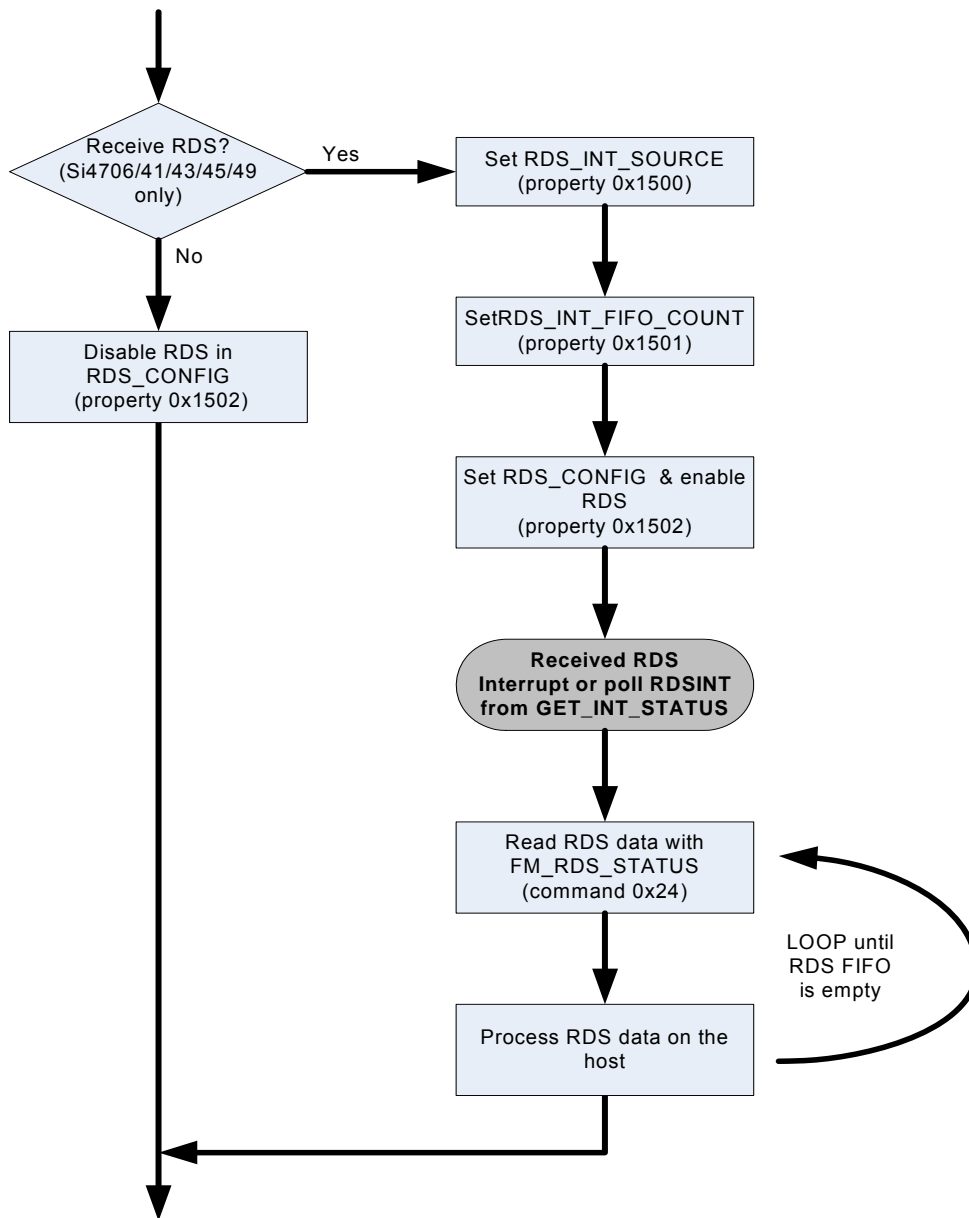 Receive RDS?
(Si4706/41/43/45/49
only)
Yes
No
Disable RDS in
RDS_CONFIG
(property 0x1502)
Set RDS_INT_SOURCE
(property 0x1500)
SetRDS_INT_FIFO_COUNT
(property 0x1501)
Set RDS_CONFIG & enable
RDS
(property 0x1502)
Received RDS
Interrupt or poll RDSINT
from GET_INT_STATUS
Read RDS data with
FM_RDS_STATUS
(command 0x24)
LOOP until
RDS FIFO
is empty
Process RDS data on the
host